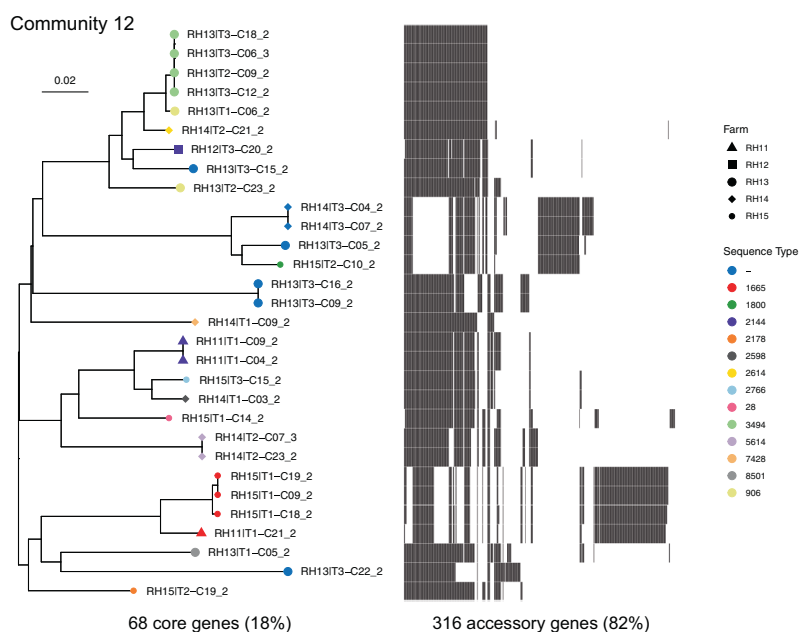 Community 12
0.02
RH13|T3-C18_2
RH13|T3-C06_3
RH13|T2-C09_2
RH13|T3-C12_2
RH13|T1-C06_2
RH14|T2-C21_2
RH12|T3-C20_2
RH13|T3-C15_2
RH13|T2-C23_2
RH14|T3-C04_2
RH14|T3-C07_2
RH13|T3-C05_2
RH15|T2-C10_2
RH13|T3-C16_2
RH13|T3-C09_2
RH14|T1-C09_2
RH11|T1-C09_2
RH11|T1-C04_2
RH15|T3-C15_2
RH14|T1-C03_2
RH15|T1-C14_2
RH14|T2-C07_3
RH14|T2-C23_2
RH15|T1-C19_2
RH15|T1-C09_2
RH15|T1-C18_2
RH11|T1-C21_2
RH13|T1-C05_2
RH13|T3-C22_2
RH15|T2-C19_2
68 core genes (18%)
316 accessory genes (82%)
Farm
RH11
RH12
RH13
RH14
RH15
Sequence Type
–
1665
1800
2144
2178
2598
2614
2766
28
3494
5614
7428
8501
906